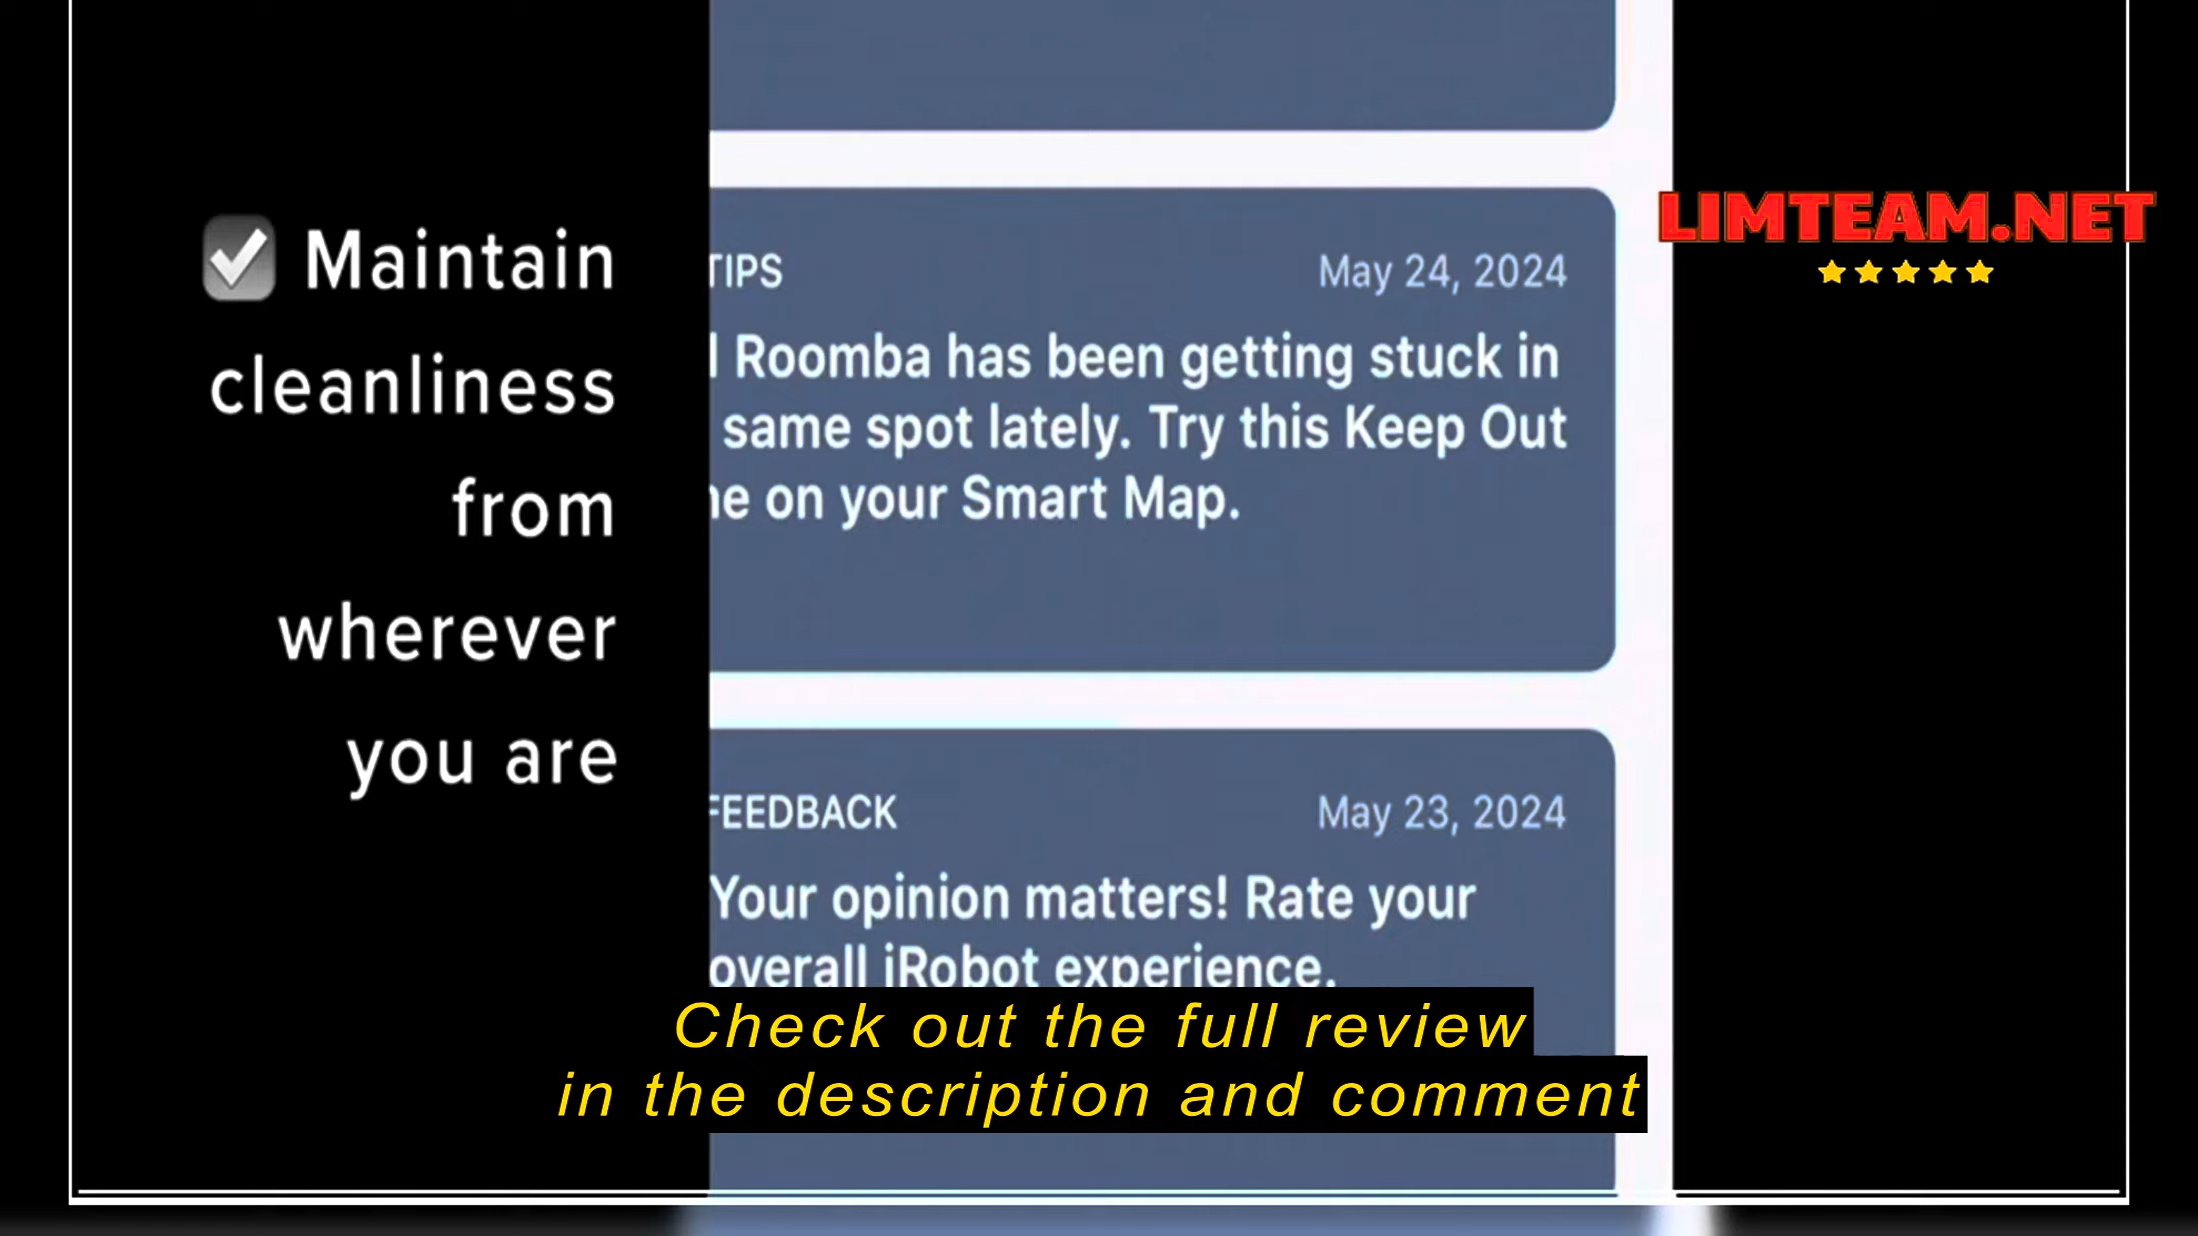 Maintain
cleanliness
from
wherever
you are
TIPS
May 24, 2024
Roomba has been getting stuck in
same spot lately. Try this Keep Out
on your Smart Map.
FEEDBACK
May 23, 2024
Your opinion matters! Rate your
overall iRobot experience.
LIMTEAM.NET
Check out the full review
in the description and comment